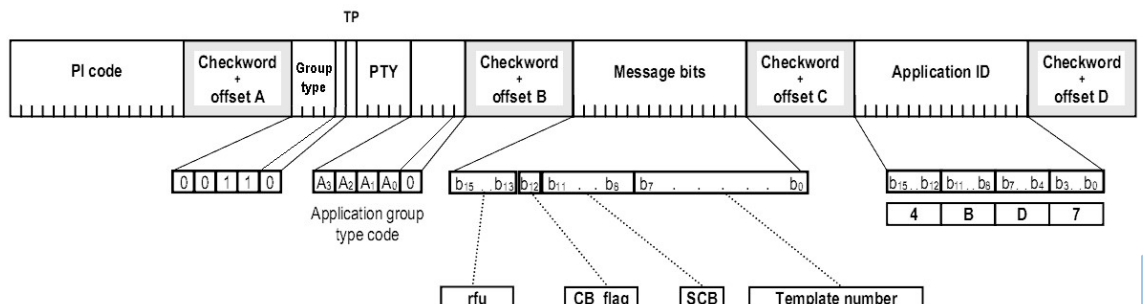 TP
PI code
Checkword
+
offset A
Group
type
PTY
Checkword
+
offset B
Message bits
Checkword
+
offset C
Application ID
Checkword
+
offset D
0 0 1 1 0
A₃ A₂ A₁ A₀ 0
b₁₅ . . b₁₃ b₁₂ b₁₁ . . b₈ b₇ . . . . . b₀
b₁₅..b₁₂ b₁₁..b₈ b₇..b₄ b₃..b₀
4 B D 7
Application group
type code
rfu
CB_flag
SCB
Template number